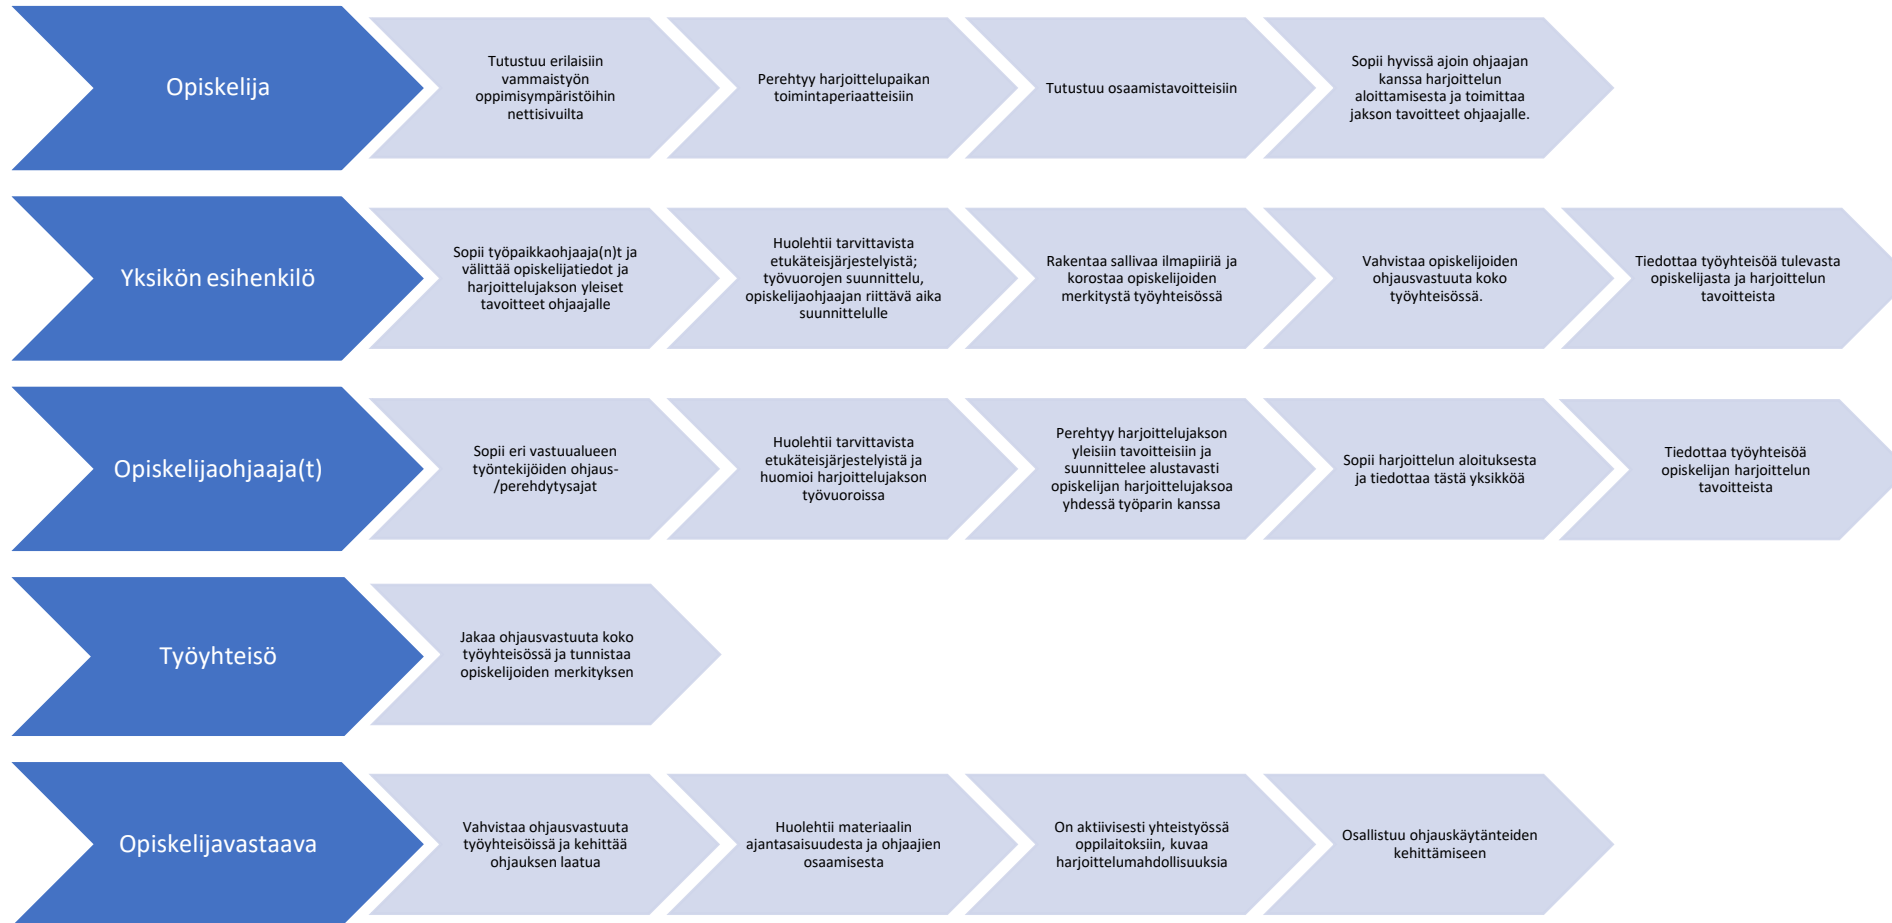 Opiskelija
Tutustuu erilaisiin
vammaistyön
oppimisympäristöihin
nettisivuilta
Perehtyy harjoittelupaikan
toimintaperiaatteisiin
Tutustuu osaamistavoitteisiin
Sopii hyvissä ajoin ohjaajan
kanssa harjoittelun
aloittamisesta ja toimittaa
jakson tavoitteet ohjaajalle.
Yksikön esihenkilö
Sopii työpaikkaohjaaja(n)t ja
välittää opiskelijatiedot ja
harjoittelujakson yleiset
tavoitteet ohjaajalle
Huolehtii tarvittavista
etukäteisjärjestelyistä;
työvuorojen suunnittelu,
opiskelijaohjaajan riittävä aika
suunnittelulle
Rakentaa sallivaa ilmapiiriä ja
korostaa opiskelijoiden
merkitystä työyhteisössä
Vahvistaa opiskelijoiden
ohjausvastuuta koko
työyhteisössä.
Tiedottaa työyhteisöä tulevasta
opiskelijasta ja harjoittelun
tavoitteista
Opiskelijaohjaaja(t)
Sopii eri vastuualueen
työntekijöiden ohjaus-
/perehdytysajat
Huolehtii tarvittavista
etukäteisjärjestelyistä ja
huomioi harjoittelujakson
työvuoroissa
Perehtyy harjoittelujakson
yleisiin tavoitteisiin ja
suunnittelee alustavasti
opiskelijan harjoittelujaksoa
yhdessä työparin kanssa
Sopii harjoittelun aloituksesta
ja tiedottaa tästä yksikköä
Tiedottaa työyhteisöä
opiskelijan harjoittelun
tavoitteista
Työyhteisö
Jakaa ohjausvastuuta koko
työyhteisössä ja tunnistaa
opiskelijoiden merkityksen
Opiskelijavastaava
Vahvistaa ohjausvastuuta
työyhteisöissä ja kehittää
ohjauksen laatua
Huolehtii materiaalin
ajantasaisuudesta ja ohjaajien
osaamisesta
On aktiivisesti yhteistyössä
oppilaitoksiin, kuvaa
harjoittelumahdollisuuksia
Osallistuu ohjauskäytänteiden
kehittämiseen